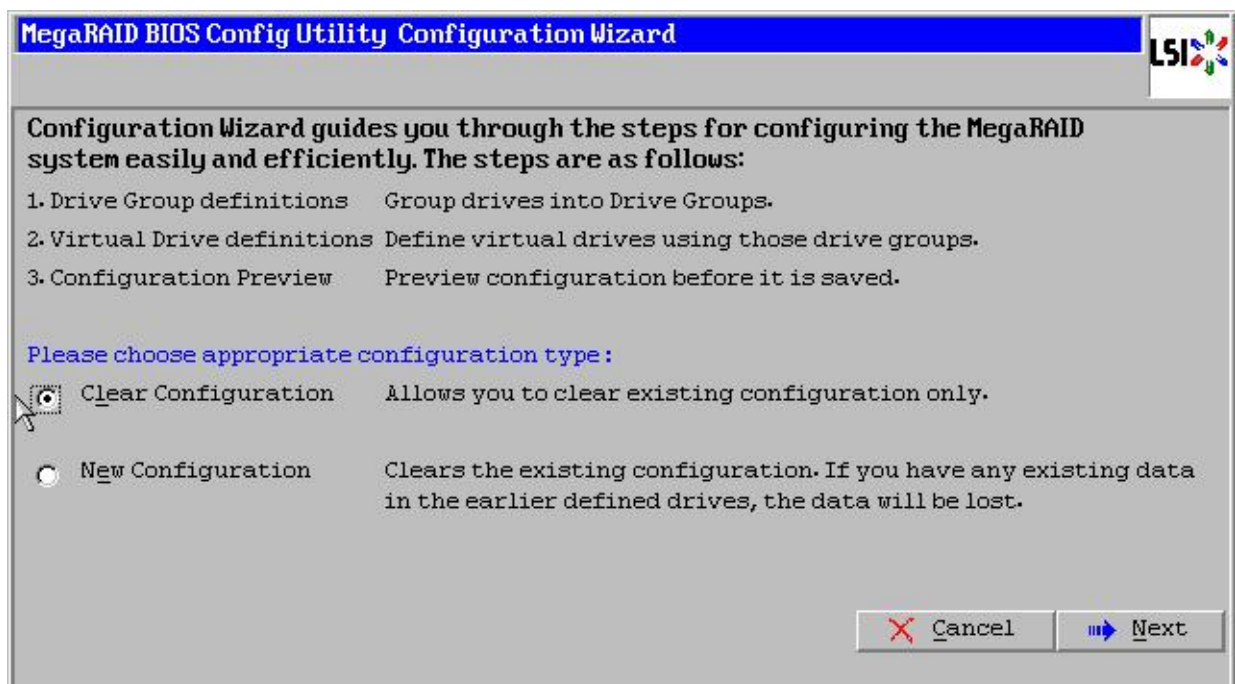 MegaRAID BIOS Config Utility Configuration Wizard
LSI
Configuration Wizard guides you through the steps for configuring the MegaRAID
system easily and efficiently. The steps are as follows:
1. Drive Group definitions Group drives into Drive Groups.
2. Virtual Drive definitions Define virtual drives using those drive groups.
3. Configuration Preview Preview configuration before it is saved.
Please choose appropriate configuration type:
Clear Configuration Allows you to clear existing configuration only.
New Configuration Clears the existing configuration. If you have any existing data
in the earlier defined drives, the data will be lost.
Cancel Next